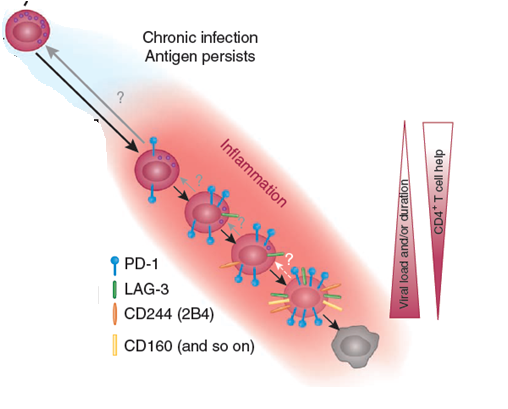 Chronic infection
Antigen persists
?
Inflammation
?
?
?
PD-1
LAG-3
CD244 (2B4)
CD160 (and so on)
Viral load and/or duration
CD4⁺ T cell help